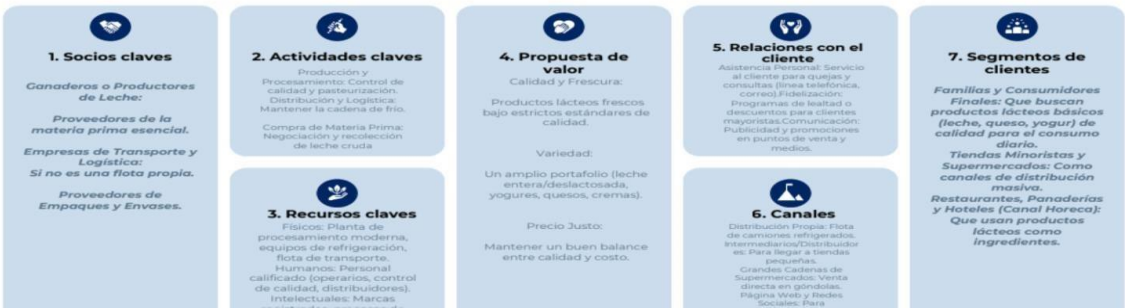 1. Socios claves
Ganaderos o Productores
de Leche:
Proveedores de la
materia prima esencial.
Empresas de Transporte y
Logística:
Si no es una flota propia.
Proveedores de
Empaques y Envases.
2. Actividades claves
Producción y
Procesamiento: Control de
calidad y pasteurización.
Distribución y Logística:
Mantener la cadena de frío.
Compra de Materia Prima:
Negociación y recolección
de leche cruda
3. Recursos claves
Físicos: Planta de
procesamiento moderna,
equipos de refrigeración,
flota de transporte.
Humanos: Personal
calificado (operarios, control
de calidad, distribuidores).
Intelectuales: Marcas
4. Propuesta de
valor
Calidad y Frescura:
Productos lácteos frescos
bajo estrictos estándares de
calidad.
Variedad:
Un amplio portafolio (leche
entera/deslactosada,
yogures, quesos, cremas).
Precio Justo:
Mantener un buen balance
entre calidad y costo.
5. Relaciones con el
cliente
Asistencia Personal: Servicio
al cliente para quejas y
consultas (línea telefónica,
correo).Fidelización:
Programas de lealtad o
descuentos para clientes
mayoristas.Comunicación:
Publicidad y promociones
en puntos de venta y
medios.
6. Canales
Distribución Propia: Flota
de camiones refrigerados.
Intermediarios/Distribuidor
es: Para llegar a tiendas
pequeñas.
Grandes Cadenas de
Supermercados: Venta
directa en góndolas.
Página Web y Redes
Sociales: Para
7. Segmentos de
clientes
Familias y Consumidores
Finales: Que buscan
productos lácteos básicos
(leche, queso, yogur) de
calidad para el consumo
diario.
Tiendas Minoristas y
Supermercados: Como
canales de distribución
masiva.
Restaurantes, Panaderías
y Hoteles (Canal Horeca):
Que usan productos
lácteos como
ingredientes.